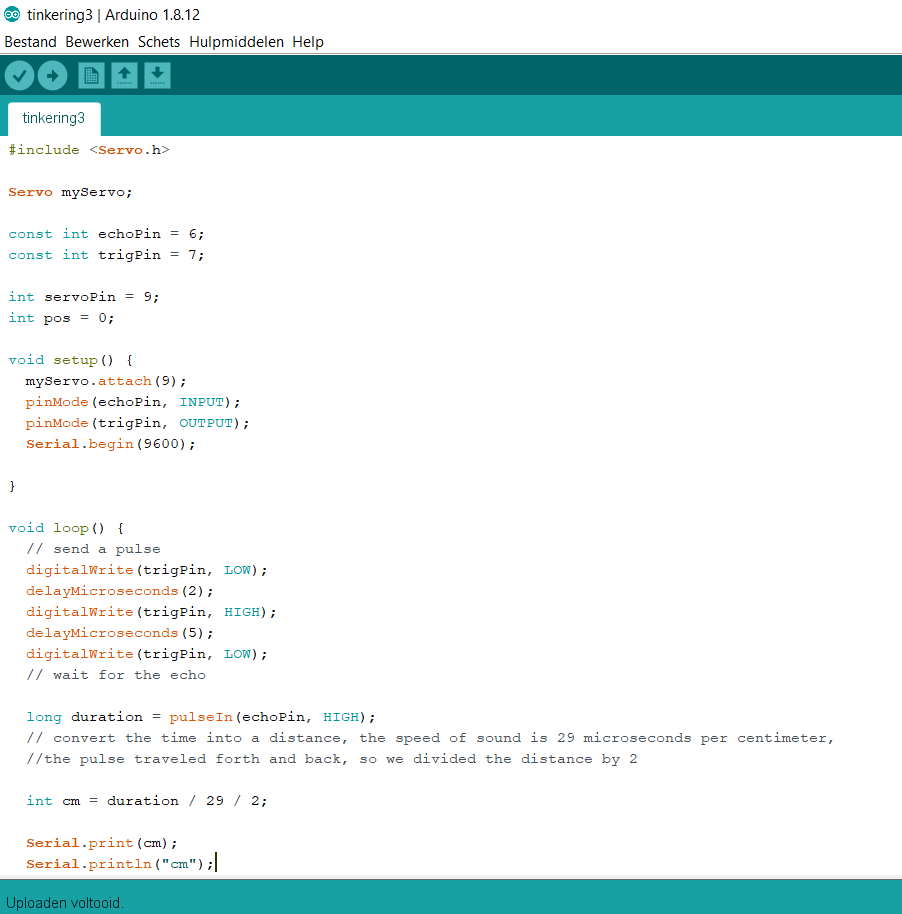 tinkering3 | Arduino 1.8.12
Bestand Bewerken Schets Hulpmiddelen Help
tinkering3
#include <Servo.h>
Servo myServo;
const int echoPin = 6;
const int trigPin = 7;
int servoPin = 9;
int pos = 0;
void setup() {
myServo.attach(9);
pinMode(echoPin, INPUT);
pinMode(trigPin, OUTPUT);
Serial.begin(9600);
}
void loop() {
// send a pulse
digitalWrite(trigPin, LOW);
delayMicroseconds(2);
digitalWrite(trigPin, HIGH);
delayMicroseconds(5);
digitalWrite(trigPin, LOW);
// wait for the echo
long duration = pulseIn(echoPin, HIGH);
// convert the time into a distance, the speed of sound is 29 microseconds per centimeter,
//the pulse traveled forth and back, so we divided the distance by 2
int cm = duration / 29 / 2;
Serial.print(cm);
Serial.println("cm");
Uploaden voltooid.